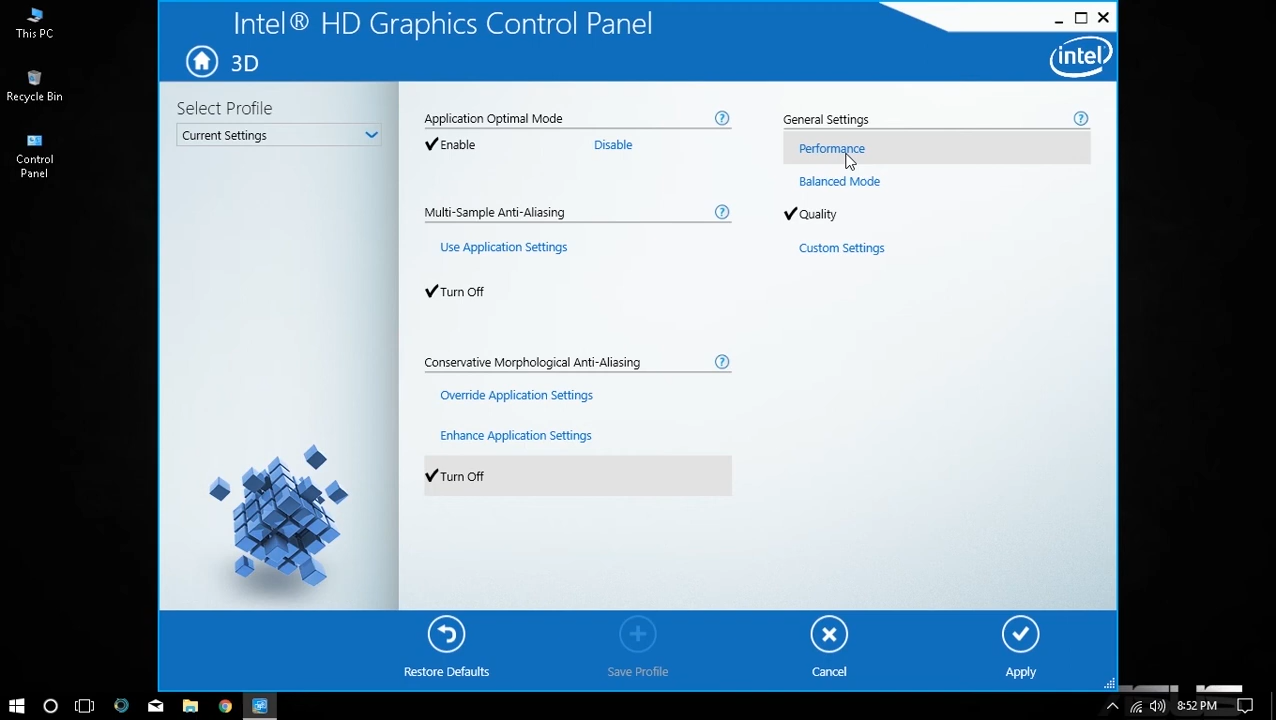 This PC
Recycle Bin
Control
Panel
Intel® HD Graphics Control Panel
3D
intel
Select Profile
Current Settings
Application Optimal Mode
?
Enable
Disable
Multi-Sample Anti-Aliasing
?
Use Application Settings
Turn Off
Conservative Morphological Anti-Aliasing
?
Override Application Settings
Enhance Application Settings
Turn Off
General Settings
?
Performance
Balanced Mode
Quality
Custom Settings
Restore Defaults
Save Profile
Cancel
Apply
8:52 PM